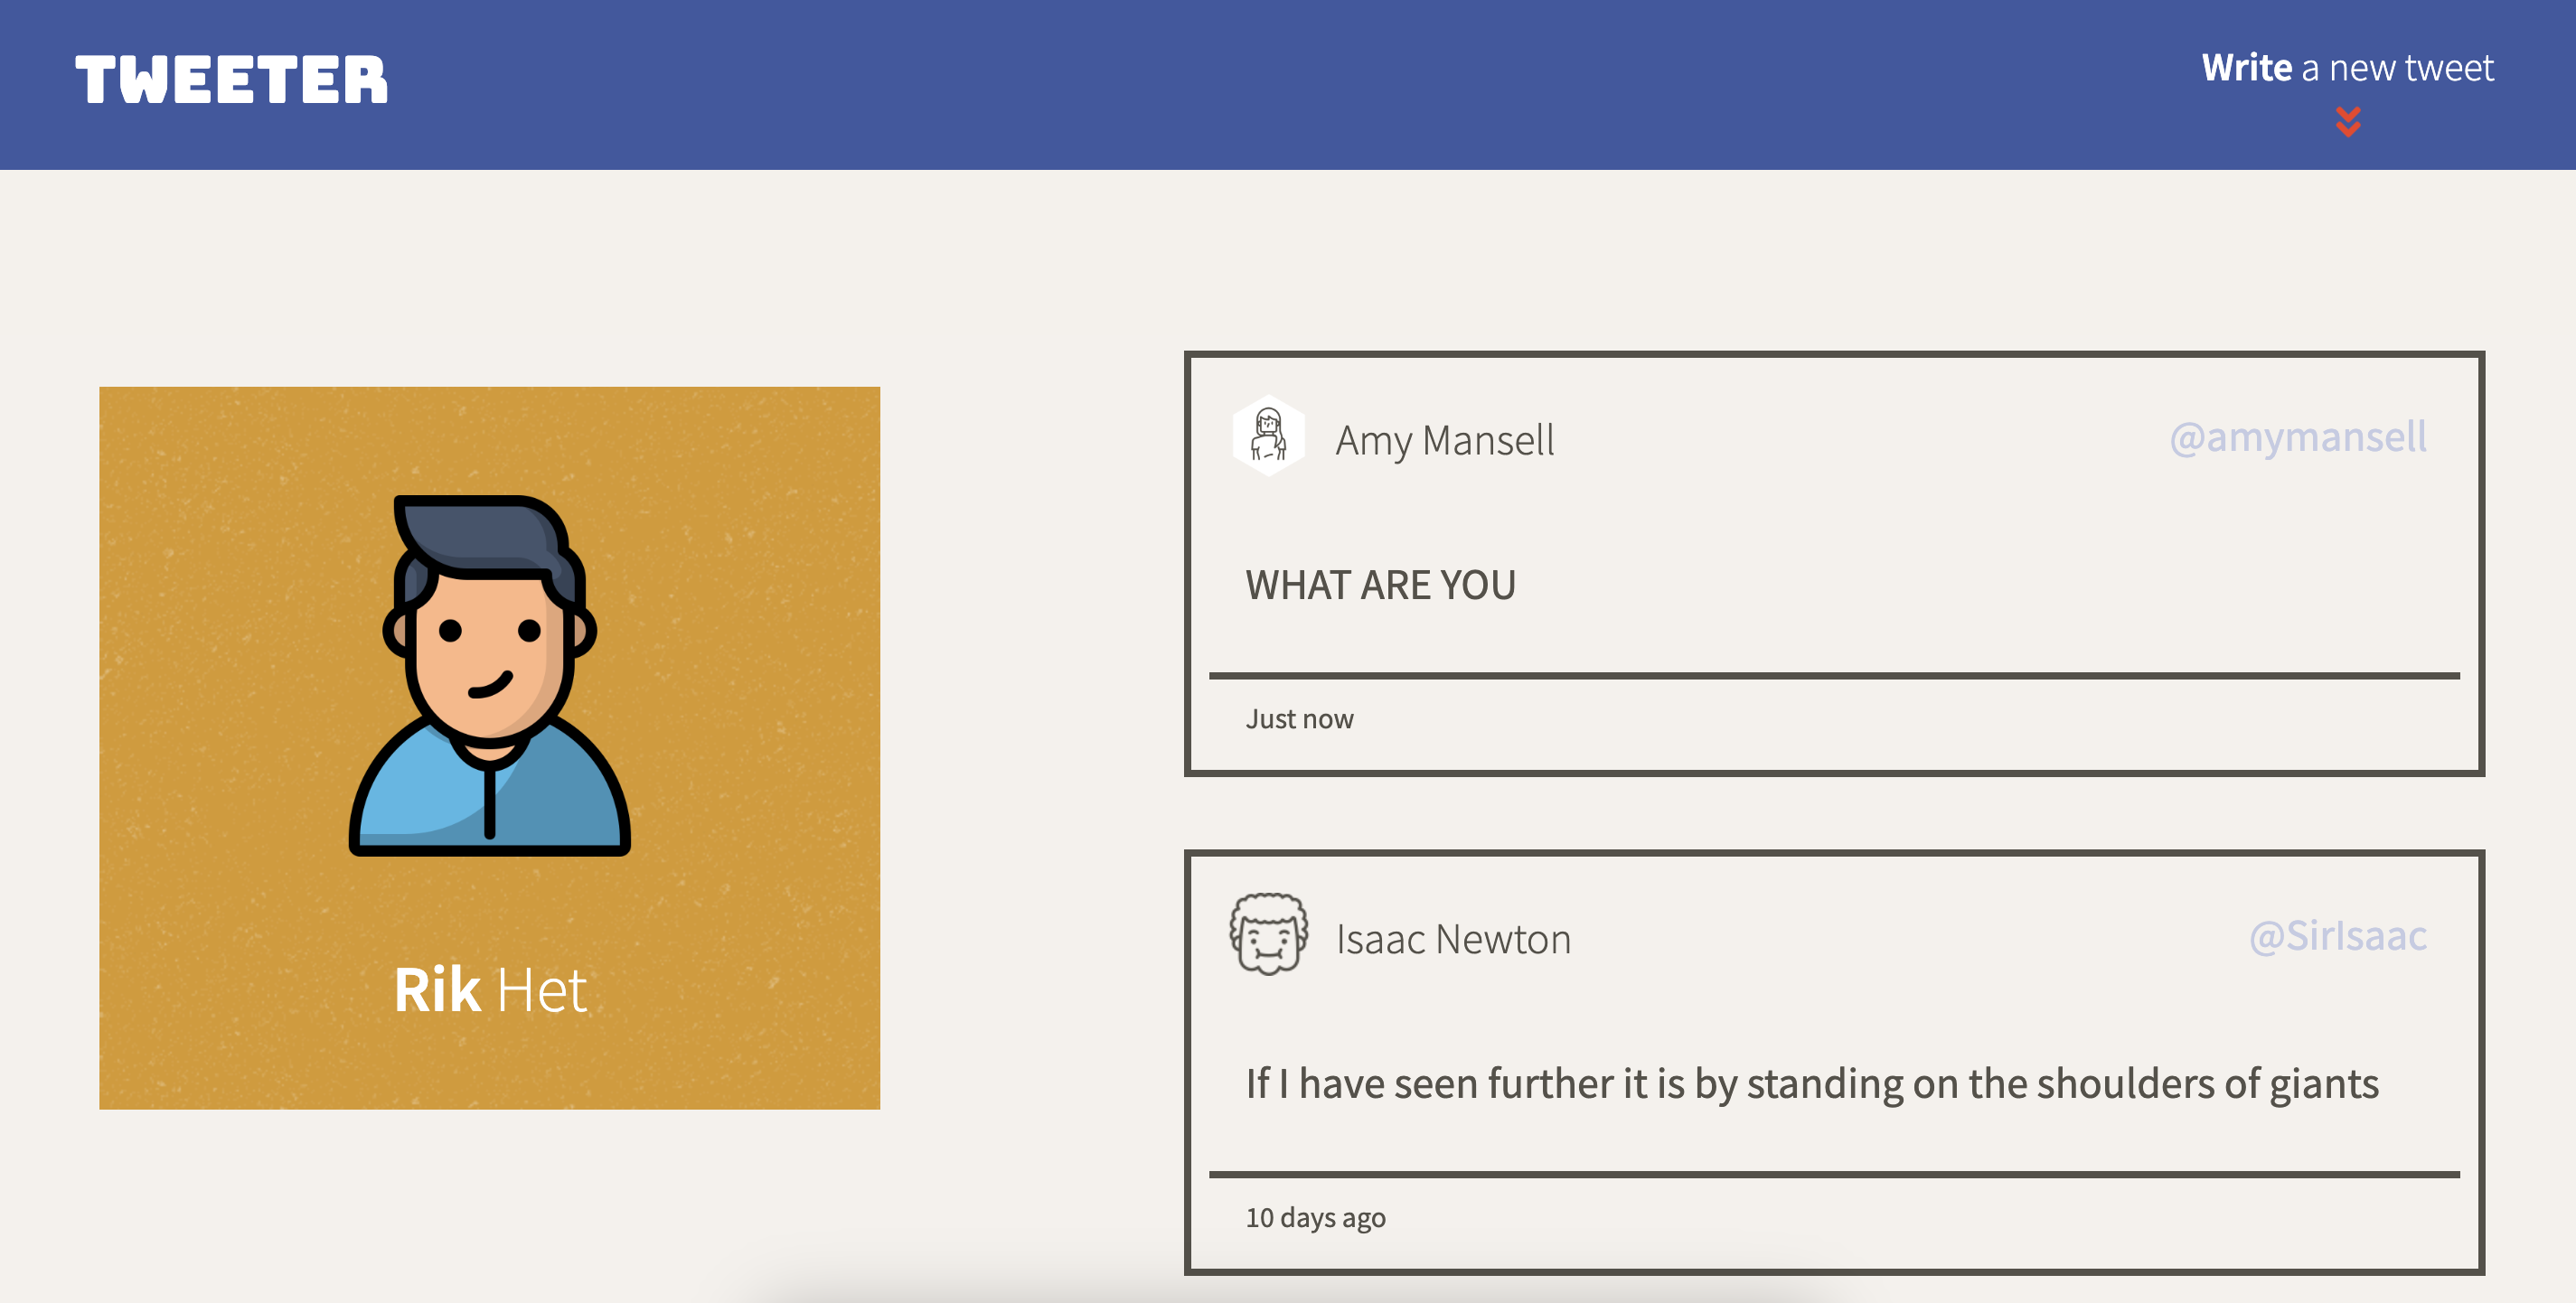 TWEETER
Write a new tweet
Rik Het
Amy Mansell
@amymansell
WHAT ARE YOU
Just now
Isaac Newton
@SirIsaac
If I have seen further it is by standing on the shoulders of giants
10 days ago